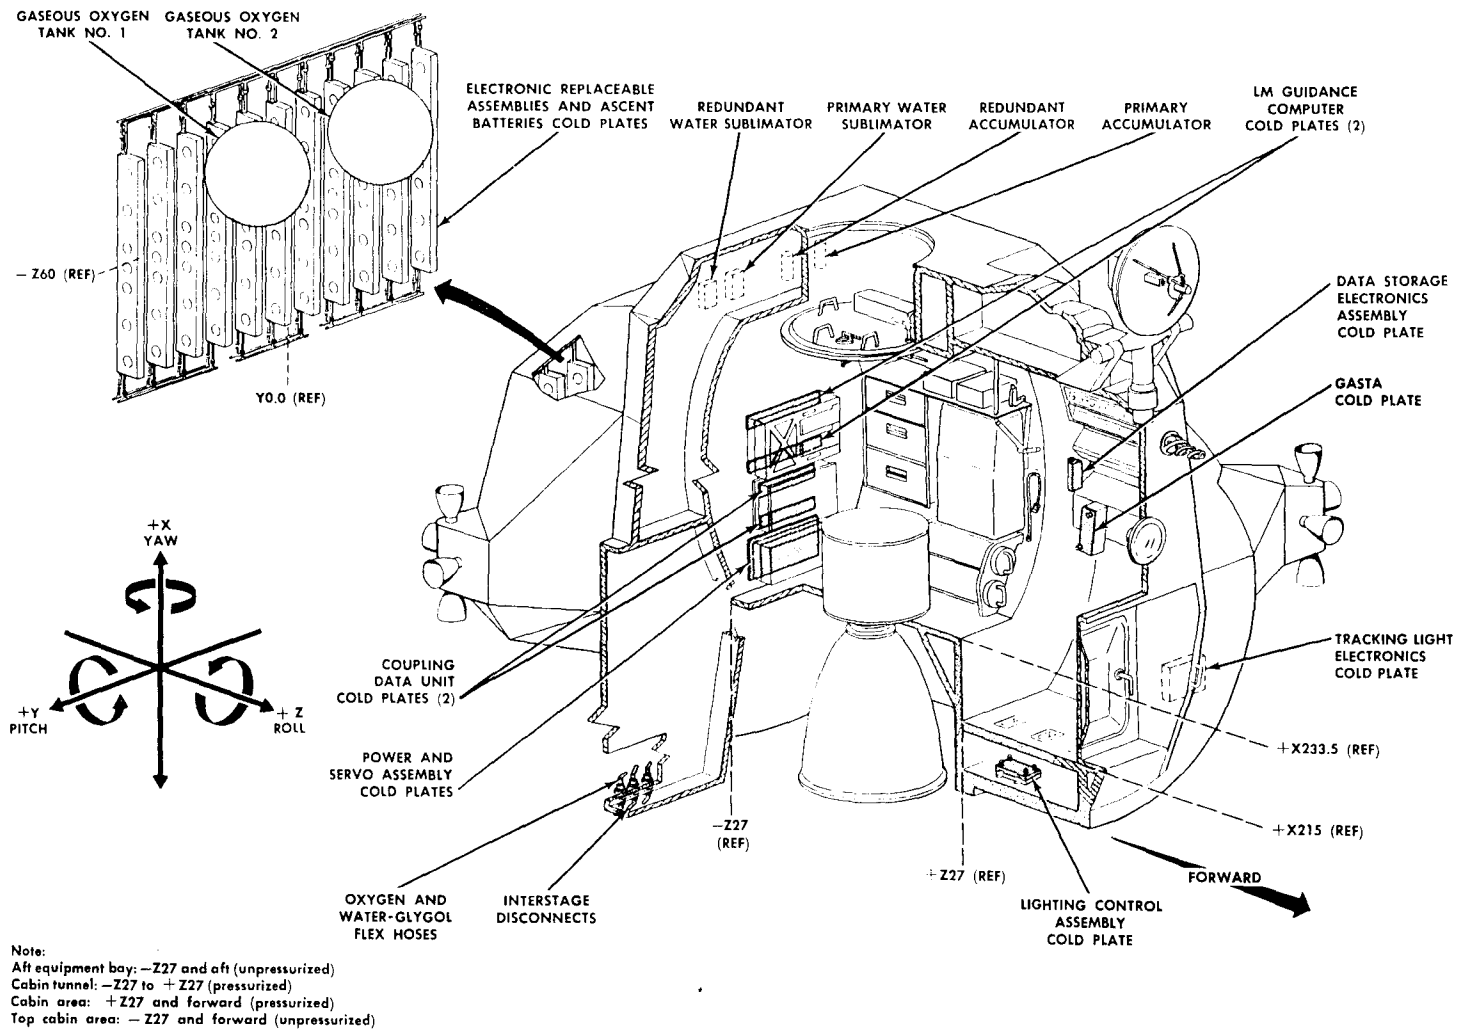 GASEOUS OXYGEN
TANK NO. 1
GASEOUS OXYGEN
TANK NO. 2
ELECTRONIC REPLACEABLE
ASSEMBLIES AND ASCENT
BATTERIES COLD PLATES
REDUNDANT
WATER SUBLIMATOR
PRIMARY WATER
SUBLIMATOR
REDUNDANT
ACCUMULATOR
PRIMARY
ACCUMULATOR
LM GUIDANCE
COMPUTER
COLD PLATES (2)
– Z60 (REF)
Y0.0 (REF)
DATA STORAGE
ELECTRONICS
ASSEMBLY
COLD PLATE
GASTA
COLD PLATE
+X
YAW
+Y
PITCH
+ Z
ROLL
COUPLING
DATA UNIT
COLD PLATES (2)
POWER AND
SERVO ASSEMBLY
COLD PLATES
TRACKING LIGHT
ELECTRONICS
COLD PLATE
+X233.5 (REF)
+X215 (REF)
–Z27
(REF)
+Z27 (REF)
FORWARD
OXYGEN AND
WATER-GLYGOL
FLEX HOSES
INTERSTAGE
DISCONNECTS
LIGHTING CONTROL
ASSEMBLY
COLD PLATE
Note:
Aft equipment bay: –Z27 and aft (unpressurized)
Cabin tunnel: –Z27 to +Z27 (pressurized)
Cabin area: +Z27 and forward (pressurized)
Top cabin area: – Z27 and forward (unpressurized)